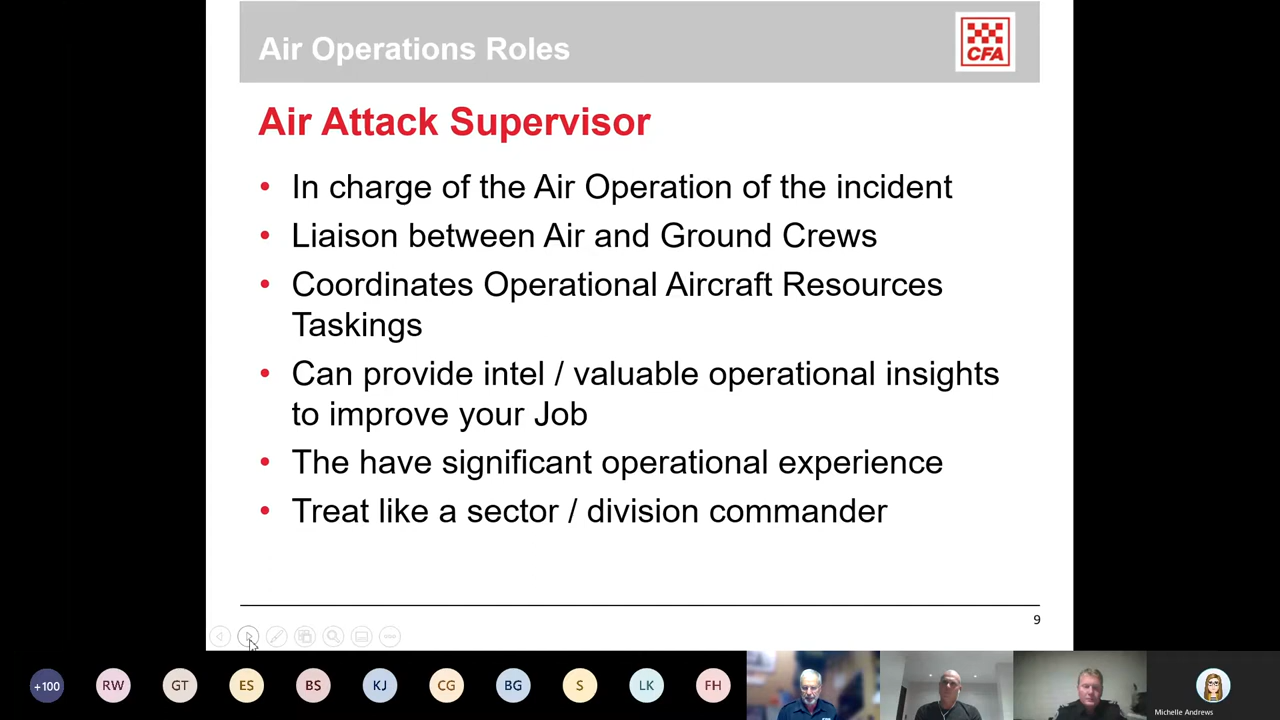 Air Operations Roles
CFA
Air Attack Supervisor
• In charge of the Air Operation of the incident
• Liaison between Air and Ground Crews
• Coordinates Operational Aircraft Resources
Taskings
• Can provide intel / valuable operational insights
to improve your Job
• The have significant operational experience
• Treat like a sector / division commander
9
+100 RW GT ES BS KJ CG BG S LK FH
Michelle Andrews